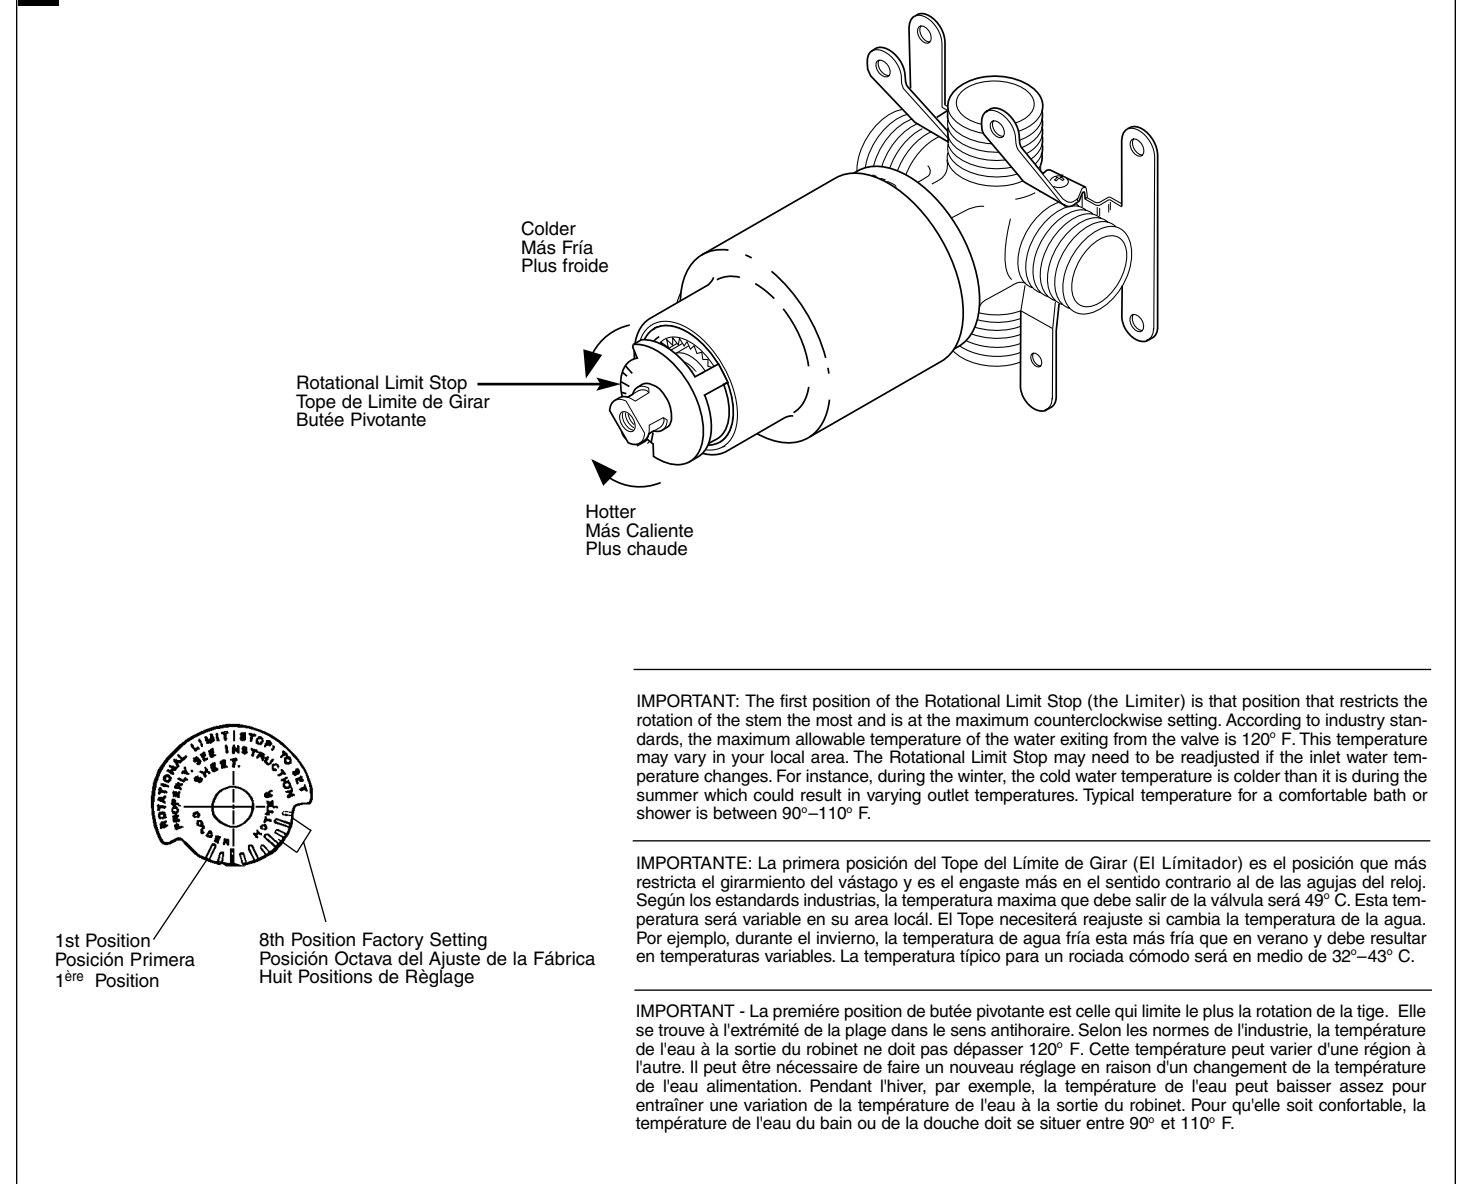 Colder
Más Fría
Plus froide
Rotational Limit Stop
Tope de Limite de Girar
Butée Pivotante
Hotter
Más Caliente
Plus chaude
IMPORTANT: The first position of the Rotational Limit Stop (the Limiter) is that position that restricts the
rotation of the stem the most and is at the maximum counterclockwise setting. According to industry stan-
dards, the maximum allowable temperature of the water exiting from the valve is 120° F. This temperature
may vary in your local area. The Rotational Limit Stop may need to be readjusted if the inlet water tem-
perature changes. For instance, during the winter, the cold water temperature is colder than it is during the
summer which could result in varying outlet temperatures. Typical temperature for a comfortable bath or
shower is between 90°–110° F.
ROTATIONAL LIMIT STOP: TO SET
PROPERLY. SEE INSTRUCTION
SHEET.
COLDER HOTTER
1st Position
Posición Primera
1ère Position
8th Position Factory Setting
Posición Octava del Ajuste de la Fábrica
Huit Positions de Règlage
IMPORTANTE: La primera posición del Tope del Límite de Girar (El Límitador) es el posición que más
restricta el girarmiento del vástago y es el engaste más en el sentido contrario al de las agujas del reloj.
Según los estandards industrias, la temperatura maxima que debe salir de la válvula será 49° C. Esta tem-
peratura será variable en su area locál. El Tope necesiterá reajuste si cambia la temperatura de la agua.
Por ejemplo, durante el invierno, la temperatura de agua fría esta más fría que en verano y debe resultar
en temperaturas variables. La temperatura típico para un rociada cómodo será en medio de 32°–43° C.
IMPORTANT - La premiére position de butée pivotante est celle qui limite le plus la rotation de la tige. Elle
se trouve à l'extrémité de la plage dans le sens antihoraire. Selon les normes de l'industrie, la température
de l'eau à la sortie du robinet ne doit pas dépasser 120° F. Cette température peut varier d'une région à
l'autre. Il peut être nécessaire de faire un nouveau réglage en raison d'un changement de la température
de l'eau alimentation. Pendant l'hiver, par exemple, la température de l'eau peut baisser assez pour
entraîner une variation de la température de l'eau à la sortie du robinet. Pour qu'elle soit confortable, la
température de l'eau du bain ou de la douche doit se situer entre 90° et 110° F.